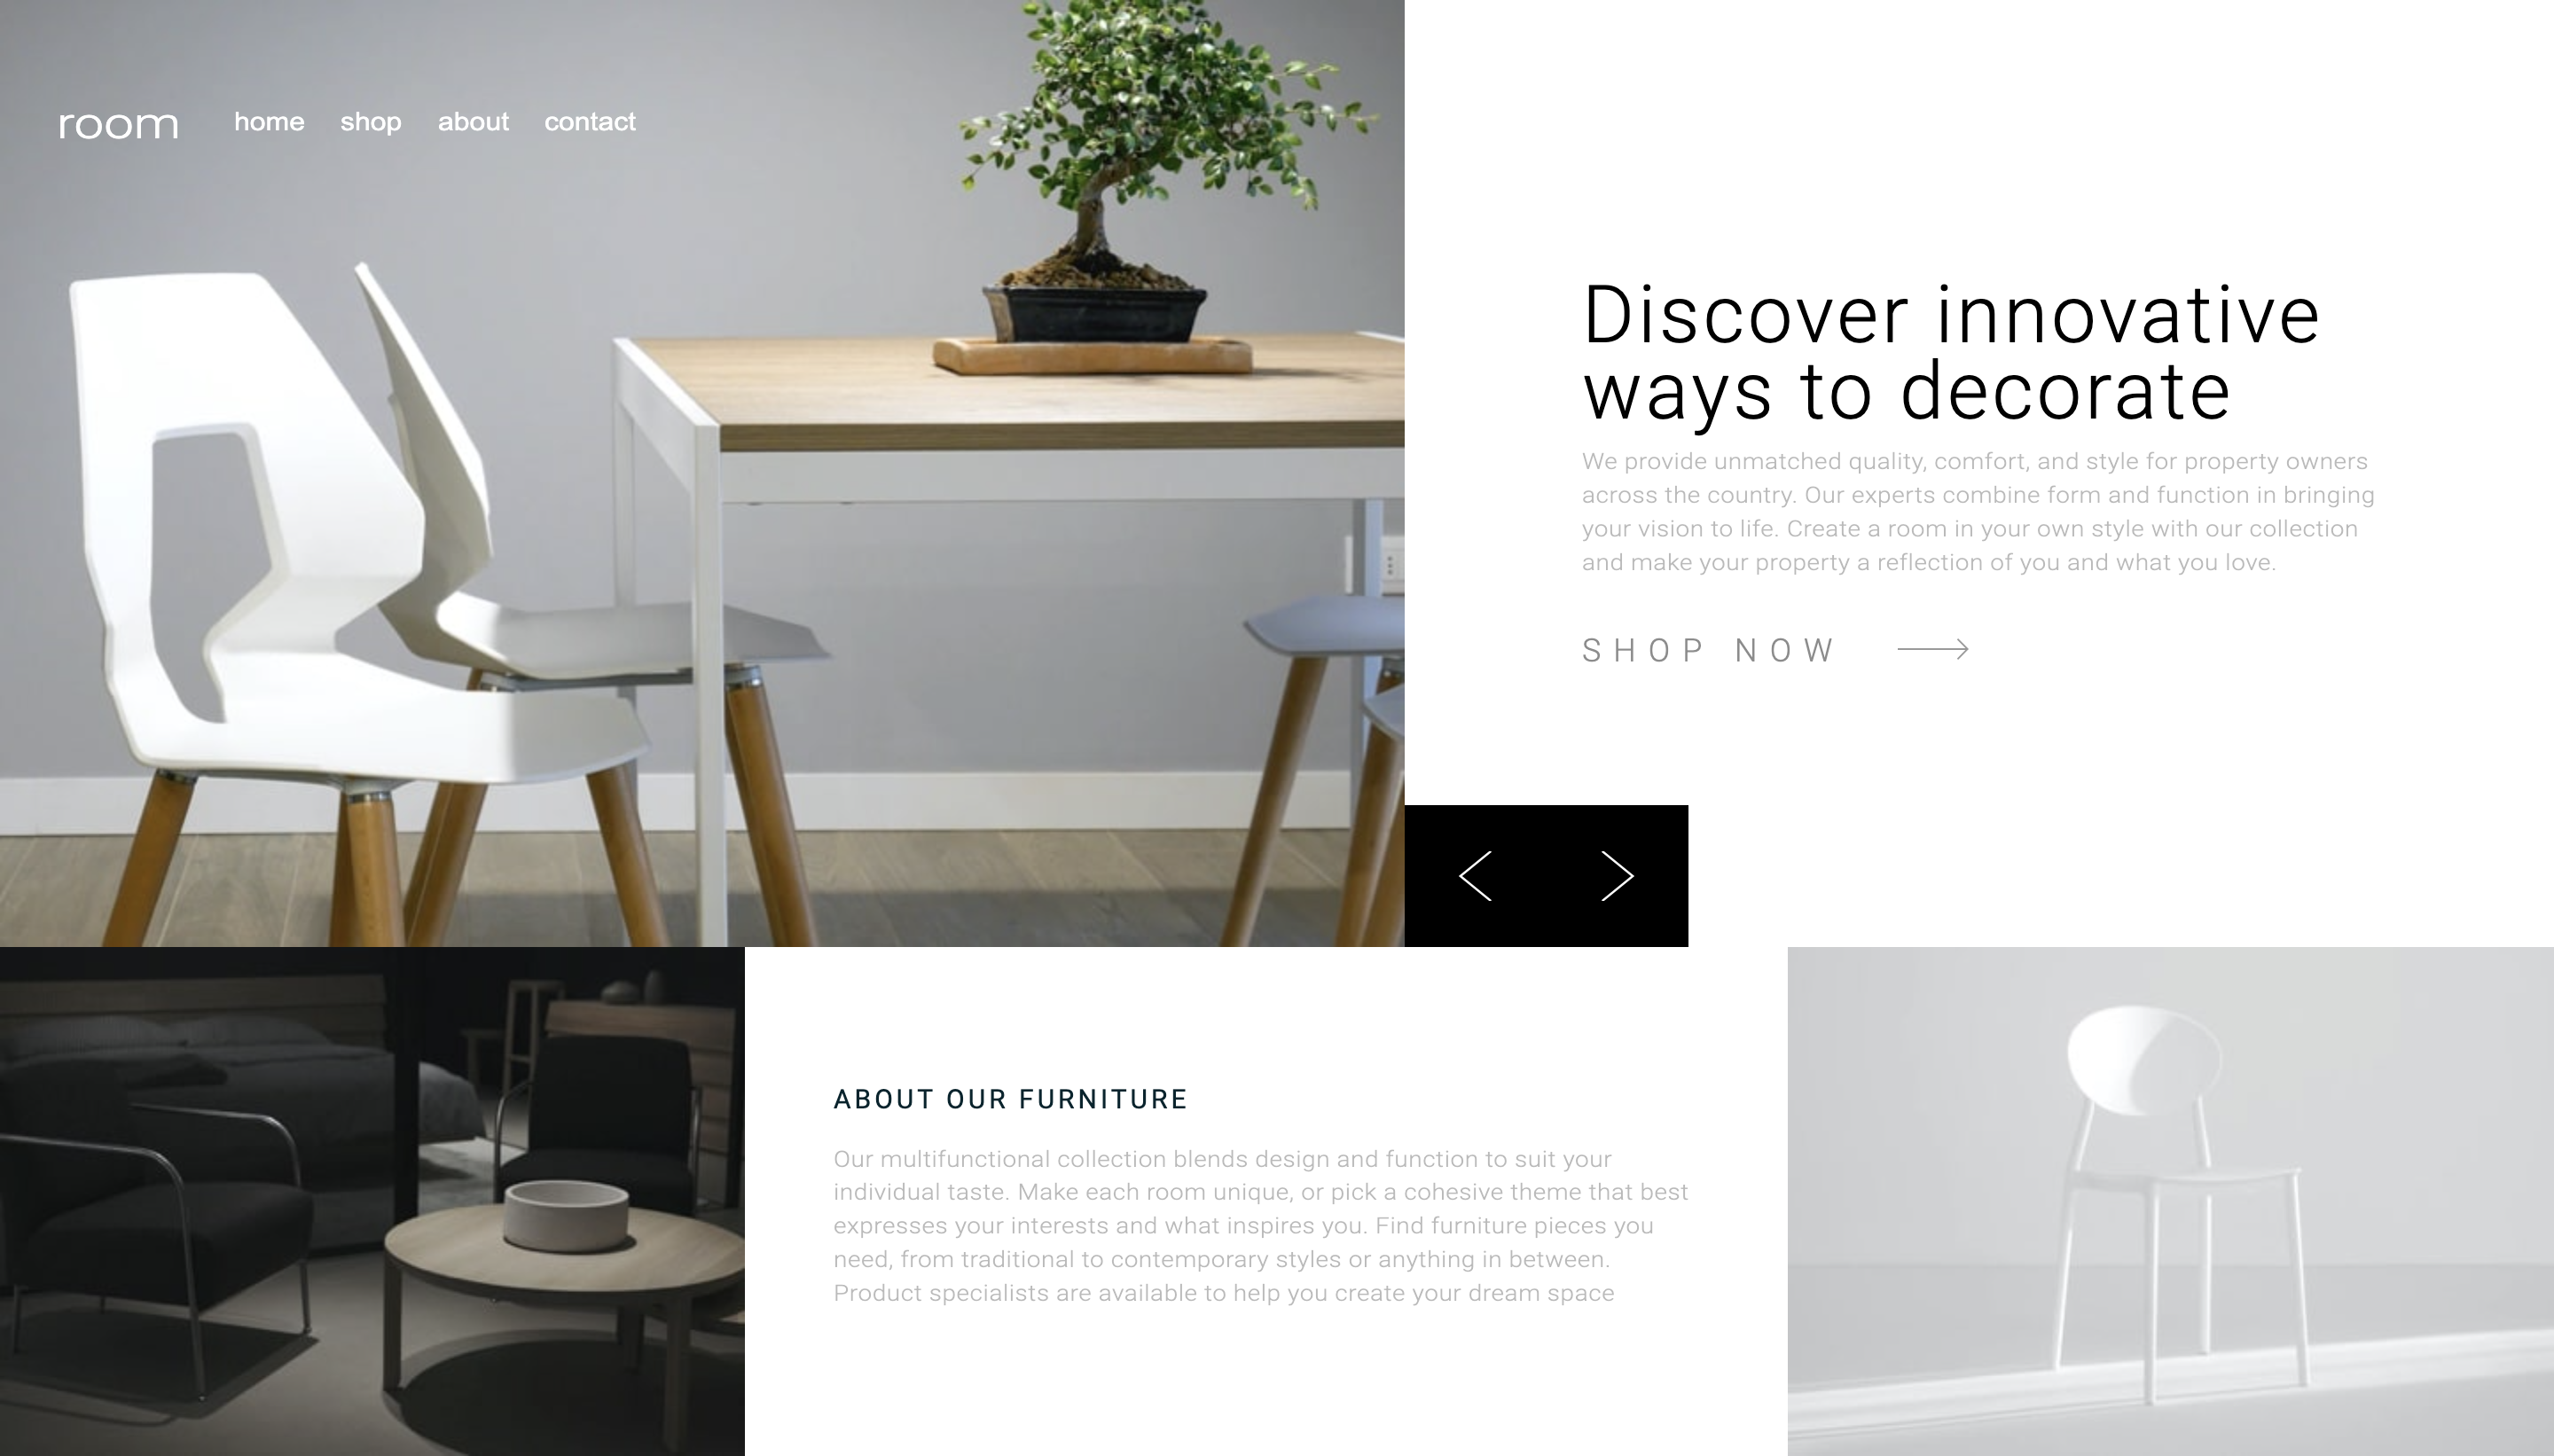 room
home shop about contact
Discover innovative
ways to decorate
We provide unmatched quality, comfort, and style for property owners
across the country. Our experts combine form and function in bringing
your vision to life. Create a room in your own style with our collection
and make your property a reflection of you and what you love.
SHOP NOW
ABOUT OUR FURNITURE
Our multifunctional collection blends design and function to suit your
individual taste. Make each room unique, or pick a cohesive theme that best
expresses your interests and what inspires you. Find furniture pieces you
need, from traditional to contemporary styles or anything in between.
Product specialists are available to help you create your dream space